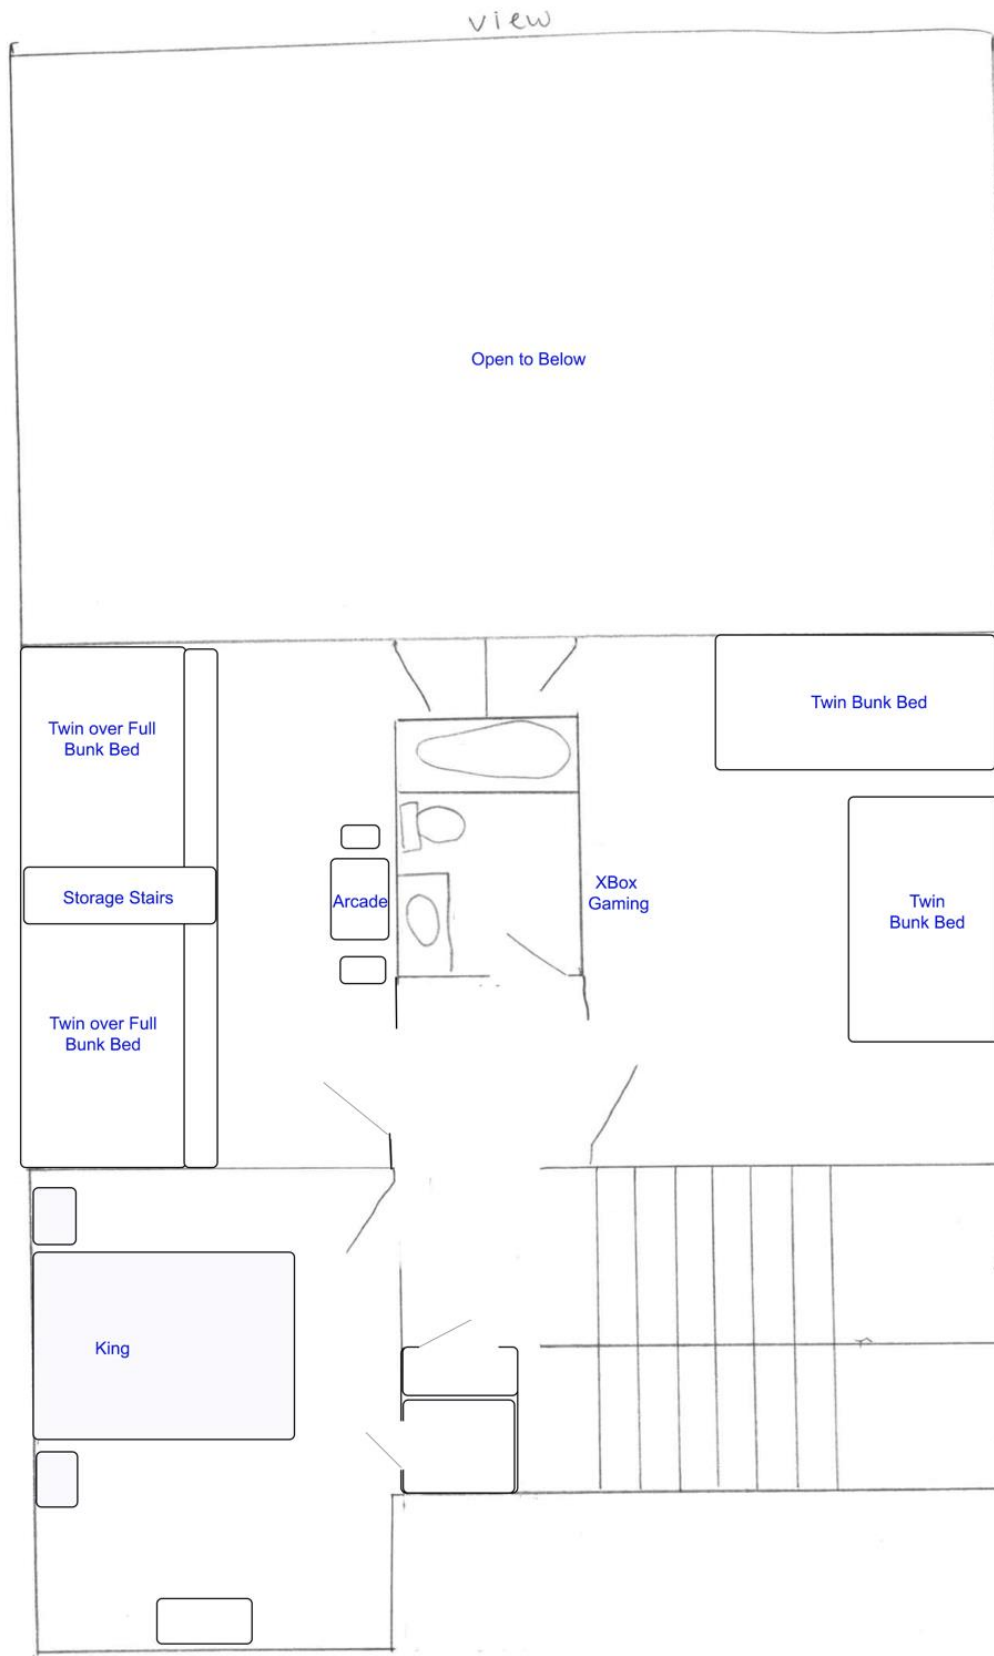 view
Open to Below
Twin over Full
Bunk Bed
Twin Bunk Bed
Storage Stairs
Arcade
XBox
Gaming
Twin
Bunk Bed
Twin over Full
Bunk Bed
King